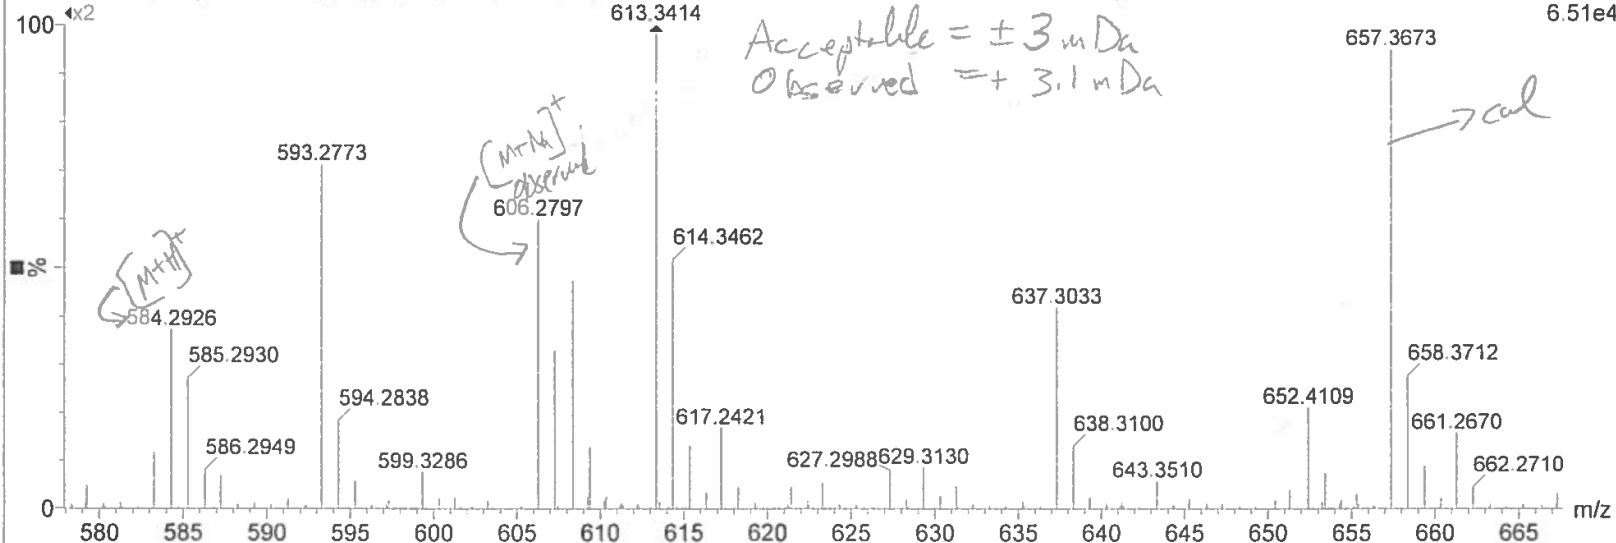 100
x2
613.3414
6.51e4
Acceptable = ± 3 mDa
Observed = + 3.1 mDa
657.3673
→ cal
[M+Na]+
observed
593.2773
606.2797
614.3462
[M+H]+
%
584.2926
585.2930
586.2949
594.2838
599.3286
617.2421
627.2988
629.3130
637.3033
638.3100
643.3510
652.4109
658.3712
661.2670
662.2710
0
m/z
580 585 590 595 600 605 610 615 620 625 630 635 640 645 650 655 660 665